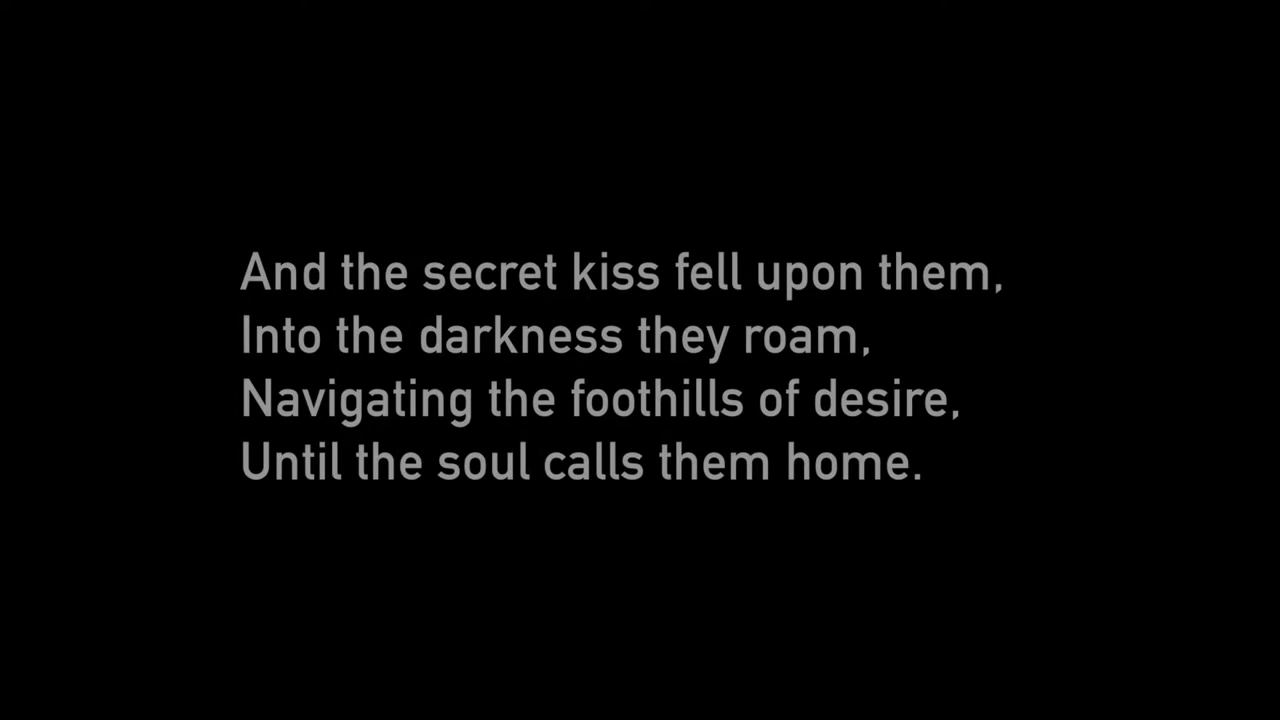 And the secret kiss fell upon them,
Into the darkness they roam,
Navigating the foothills of desire,
Until the soul calls them home.